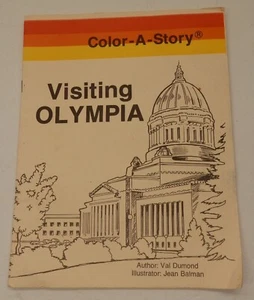 Color-A-Story®
Visiting
OLYMPIA
Author: Val Dumond
Illustrator: Jean Balman